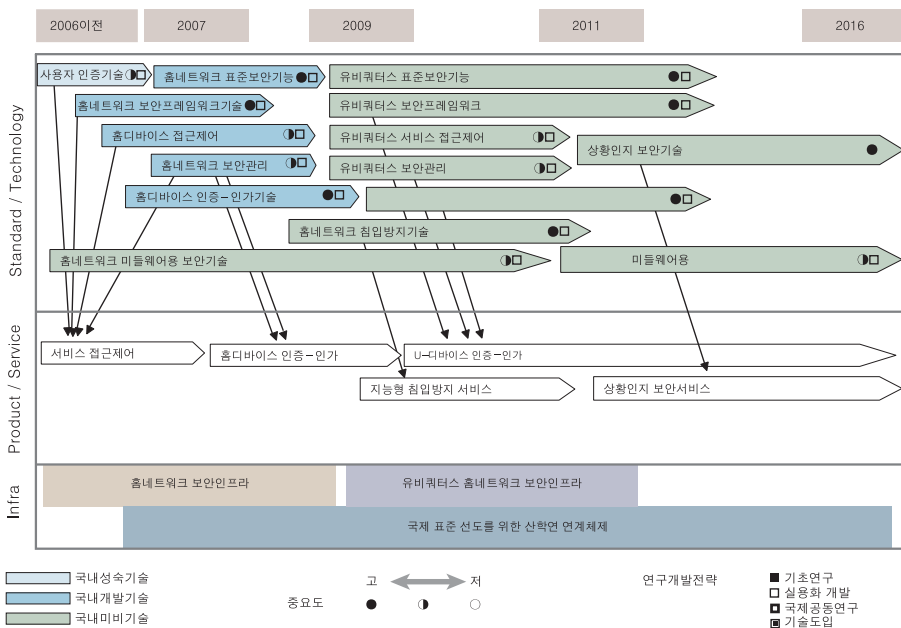 2006이전
2007
2009
2011
2016
Standard / Technology
사용자 인증기술
홈네트워크 표준보안기능
유비쿼터스 표준보안기능
홈네트워크 보안프레임워크기술
유비쿼터스 보안프레임워크
홈디바이스 접근제어
유비쿼터스 서비스 접근제어
상황인지 보안기술
홈네트워크 보안관리
유비쿼터스 보안관리
홈디바이스 인증-인가기술
홈네트워크 침입방지기술
홈네트워크 미들웨어용 보안기술
미들웨어용
Product / Service
서비스 접근제어
홈디바이스 인증-인가
U-디바이스 인증-인가
지능형 침입방지 서비스
상황인지 보안서비스
Infra
홈네트워크 보안인프라
유비쿼터스 홈네트워크 보안인프라
국제 표준 선도를 위한 산학연 연계체제
국내성숙기술
국내개발기술
국내미비기술
고
저
중요도
연구개발전략
기초연구
실용화 개발
국제공동연구
기술도입